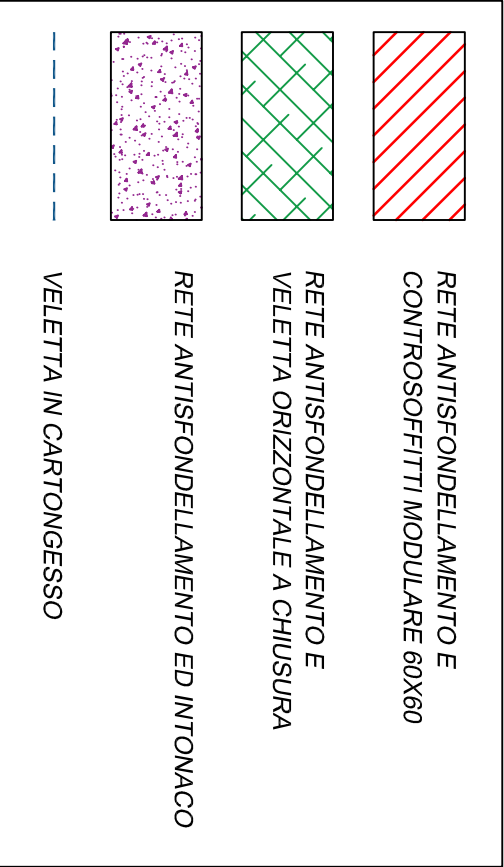 RETE ANTISFONDELLAMENTO E
CONTROSOFFITTI MODULARE 60X60
RETE ANTISFONDELLAMENTO E
VELETTA ORIZZONTALE A CHIUSURA
RETE ANTISFONDELLAMENTO ED INTONACO
VELETTA IN CARTONGESSO